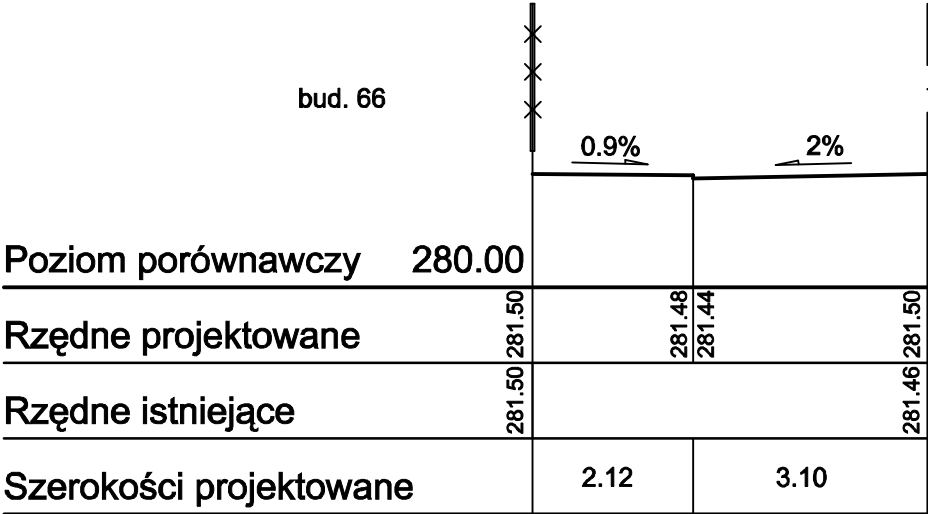 bud. 66
0.9% 2%
Poziom porównawczy 280.00
Rzędne projektowane 281.50 281.48 281.44 281.50
Rzędne istniejące 281.50 281.46
Szerokości projektowane 2.12 3.10